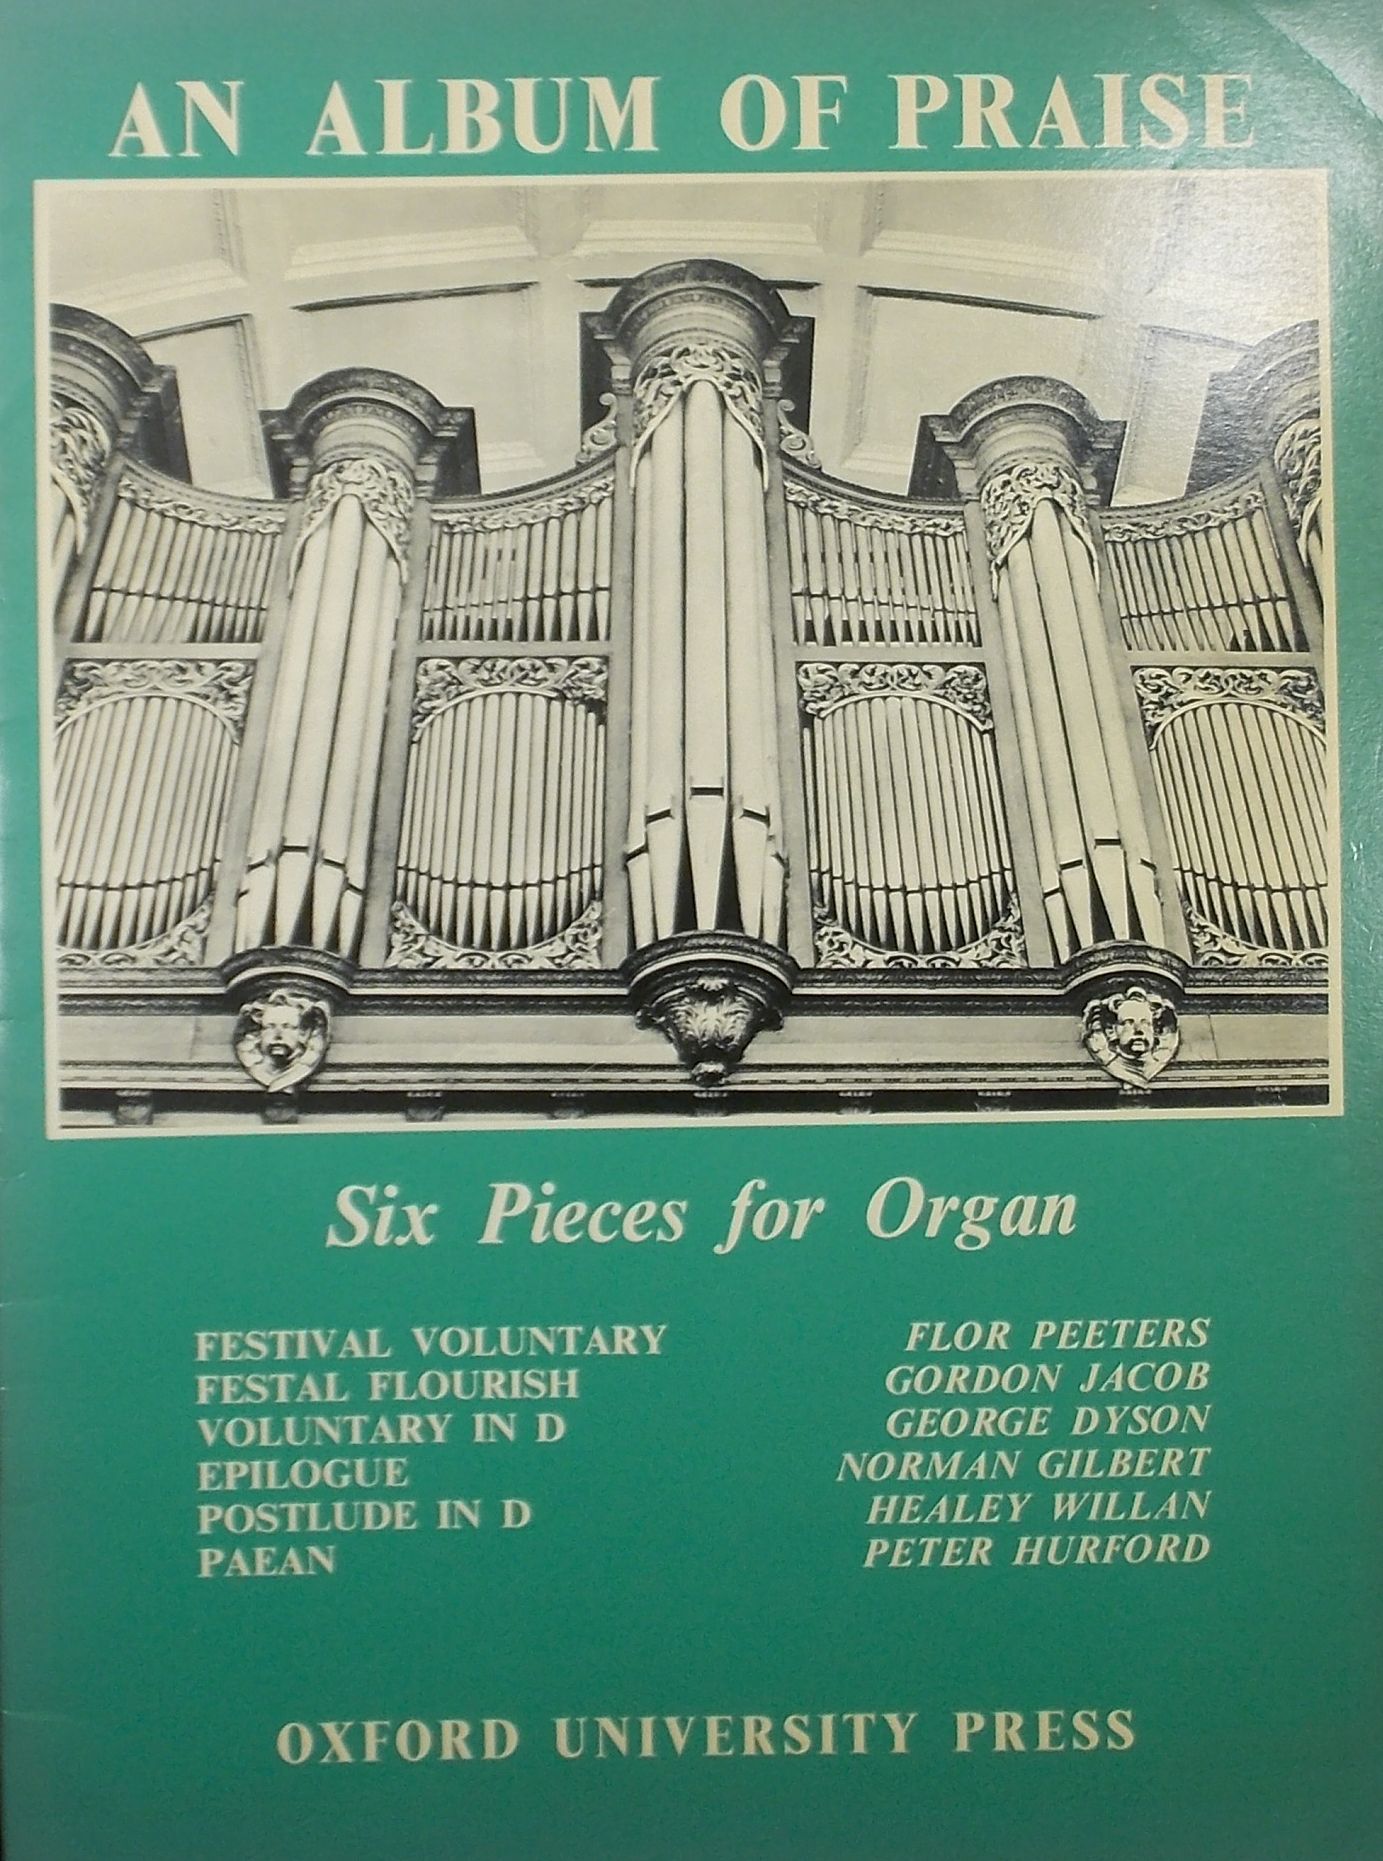 AN ALBUM OF PRAISE
Six Pieces for Organ
FESTIVAL VOLUNTARY FLOR PEETERS
FESTAL FLOURISH GORDON JACOB
VOLUNTARY IN D GEORGE DYSON
EPILOGUE NORMAN GILBERT
POSTLUDE IN D HEALEY WILLAN
PAEAN PETER HURFORD
OXFORD UNIVERSITY PRESS